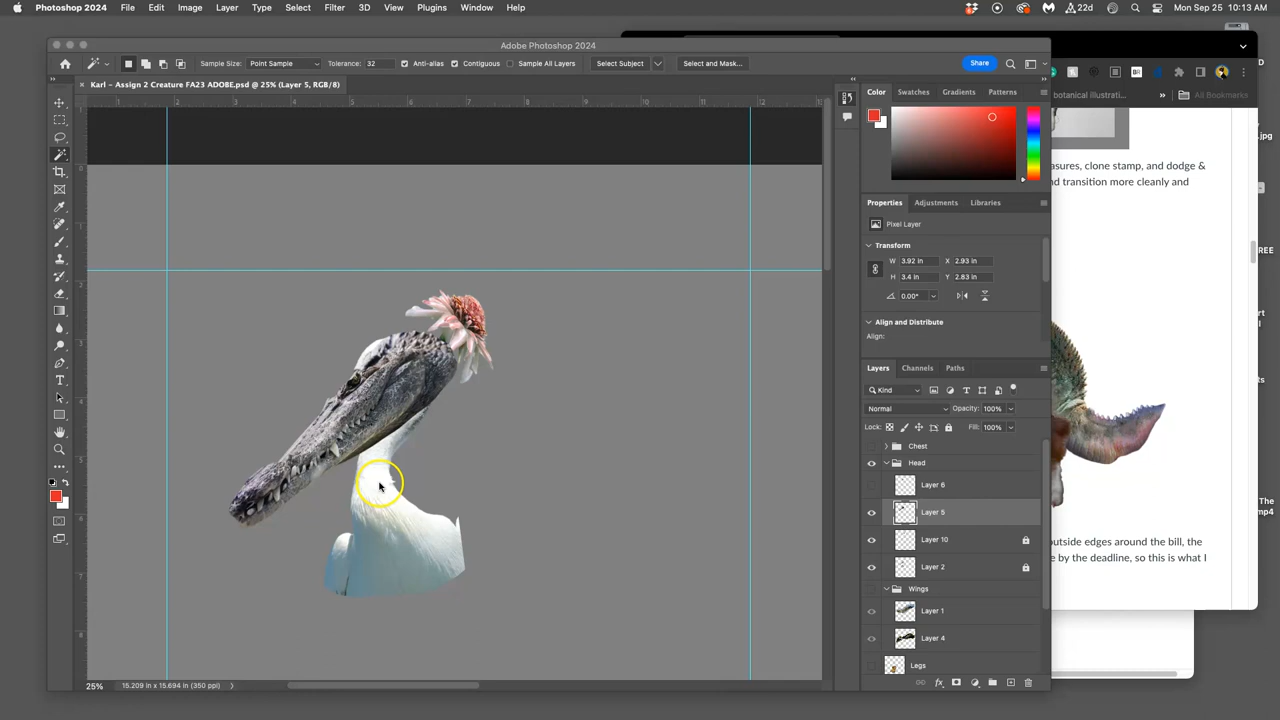 Photoshop 2024 File Edit Image Layer Type Select Filter 3D View Plugins Window Help 22d Mon Sep 25 10:13 AM
Adobe Photoshop 2024
Sample Size: Point Sample Tolerance: 32 Anti-alias Contiguous Sample All Layers Select Subject Select and Mask... Share
Karl – Assign 2 Creature FA23 ADOBE.psd @ 25% (Layer 5, RGB/8)
Color Swatches Gradients Patterns
botanical illustrati... All Bookmarks
.jpg
asures, clone stamp, and dodge &
nd transition more cleanly and
Properties Adjustments Libraries
Pixel Layer
Transform
W 3.92 in X 2.93 in
H 3.4 in Y 2.83 in
0.00°
Align and Distribute
Align:
Layers Channels Paths
Kind
Normal Opacity: 100%
Lock: Fill: 100%
Chest
Head
Layer 6
Layer 5
Layer 10
Layer 2
Wings
Layer 1
Layer 4
Legs
outside edges around the bill, the
e by the deadline, so this is what I
REE
The
mp4
25% 15.209 in x 15.694 in (350 ppi)